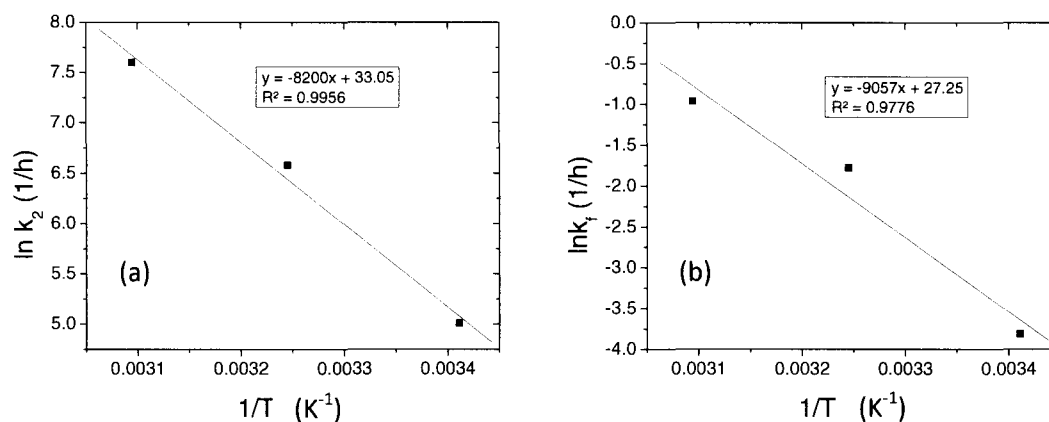 8.0
7.5
7.0
6.5
6.0
5.5
5.0
ln k2 (1/h)
y = -8200x + 33.05
R² = 0.9956
(a)
0.0031 0.0032 0.0033 0.0034
1/T (K-1)
0.0
-0.5
-1.0
-1.5
-2.0
-2.5
-3.0
-3.5
-4.0
lnkf (1/h)
y = -9057x + 27.25
R² = 0.9776
(b)
0.0031 0.0032 0.0033 0.0034
1/T (K-1)